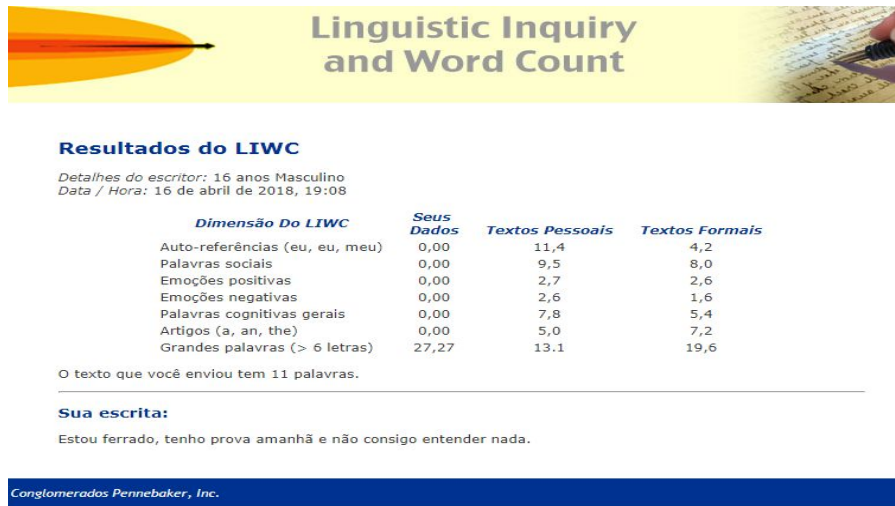 Linguistic Inquiry
and Word Count
Resultados do LIWC
Detalhes do escritor: 16 anos Masculino
Data / Hora: 16 de abril de 2018, 19:08
Dimensão Do LIWC Seus Dados Textos Pessoais Textos Formais
Auto-referências (eu, eu, meu) 0,00 11,4 4,2
Palavras sociais 0,00 9,5 8,0
Emoções positivas 0,00 2,7 2,6
Emoções negativas 0,00 2,6 1,6
Palavras cognitivas gerais 0,00 7,8 5,4
Artigos (a, an, the) 0,00 5,0 7,2
Grandes palavras (> 6 letras) 27,27 13.1 19,6
O texto que você enviou tem 11 palavras.
Sua escrita:
Estou ferrado, tenho prova amanhã e não consigo entender nada.
Conglomerados Pennebaker, Inc.